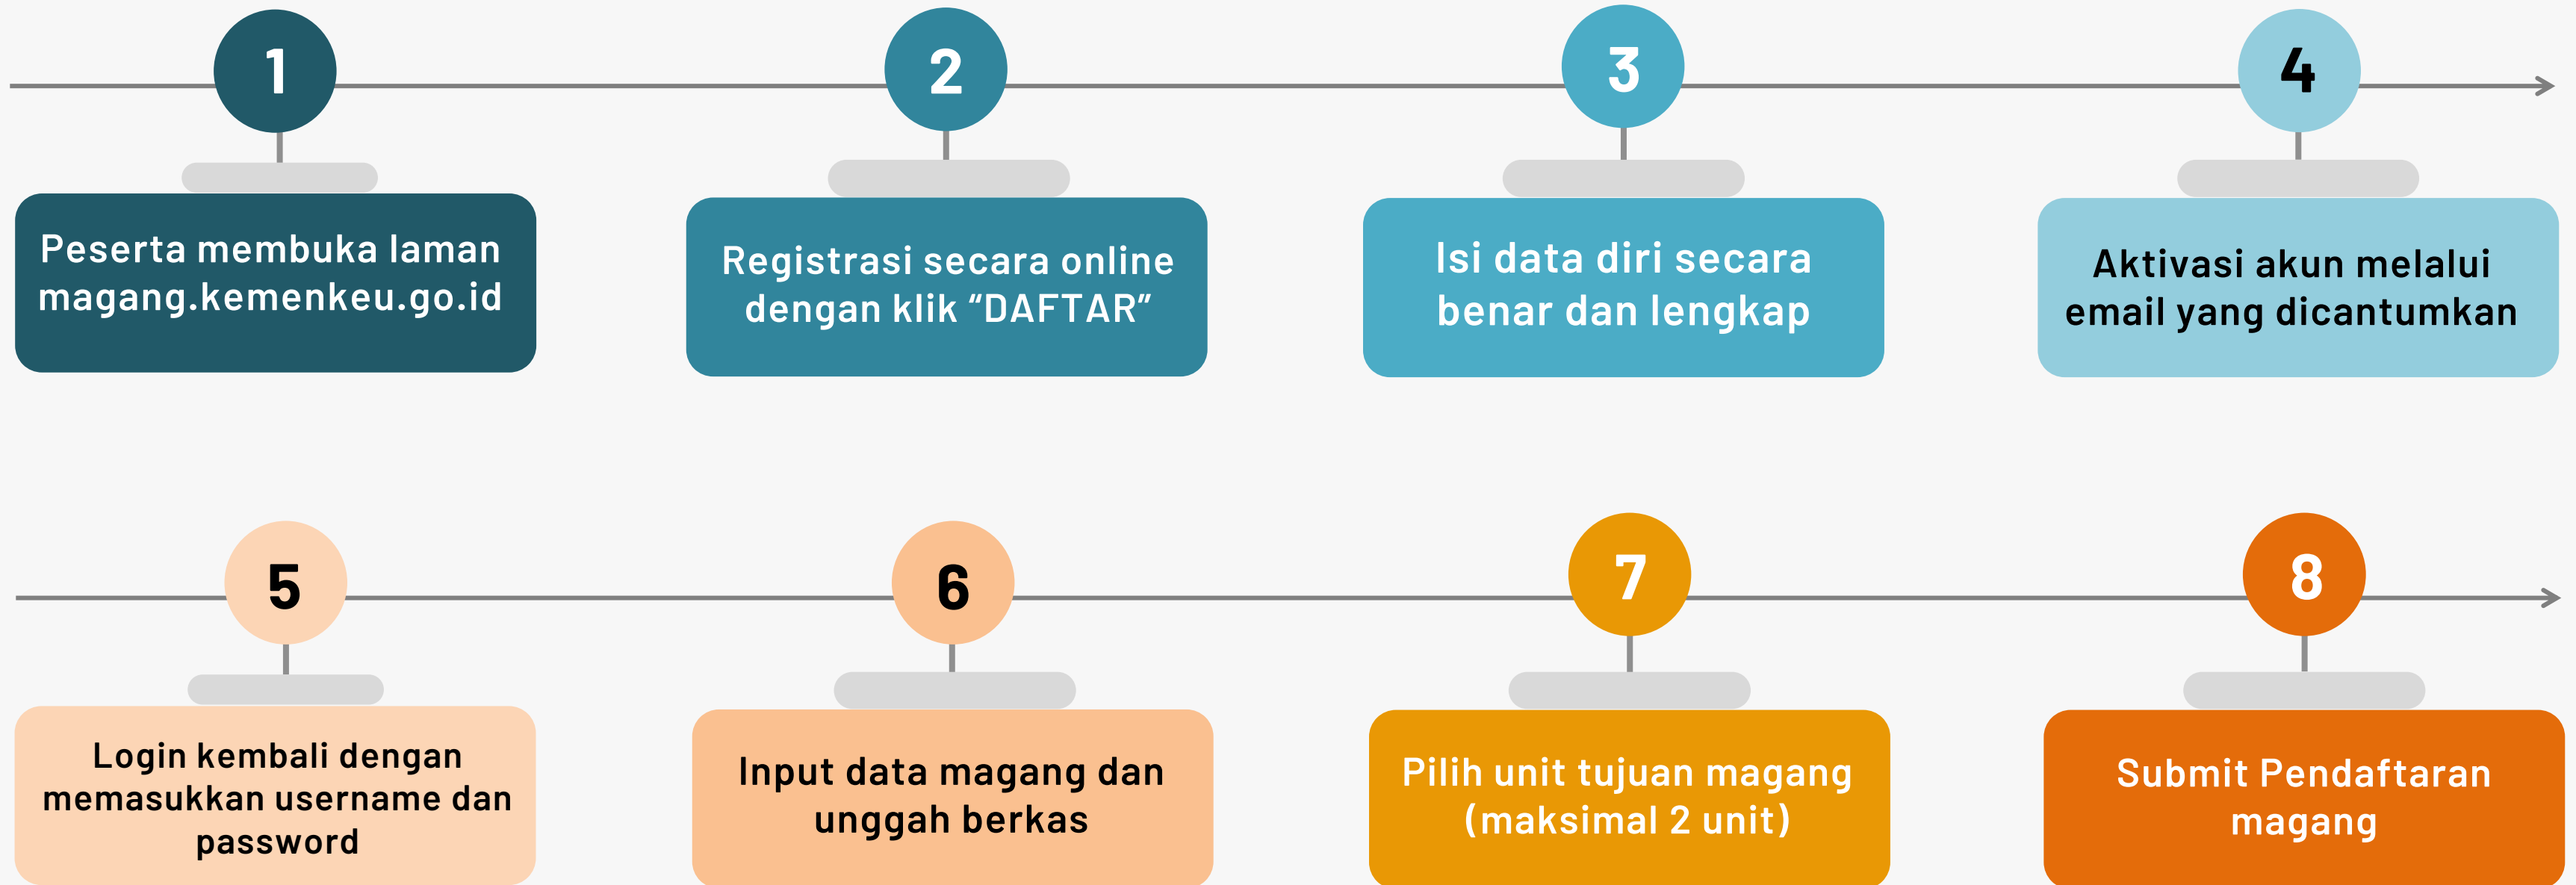 1
2
3
4
Peserta membuka laman
magang.kemenkeu.go.id
Registrasi secara online
dengan klik “DAFTAR”
Isi data diri secara
benar dan lengkap
Aktivasi akun melalui
email yang dicantumkan
5
6
7
8
Login kembali dengan
memasukkan username dan
password
Input data magang dan
unggah berkas
Pilih unit tujuan magang
(maksimal 2 unit)
Submit Pendaftaran
magang